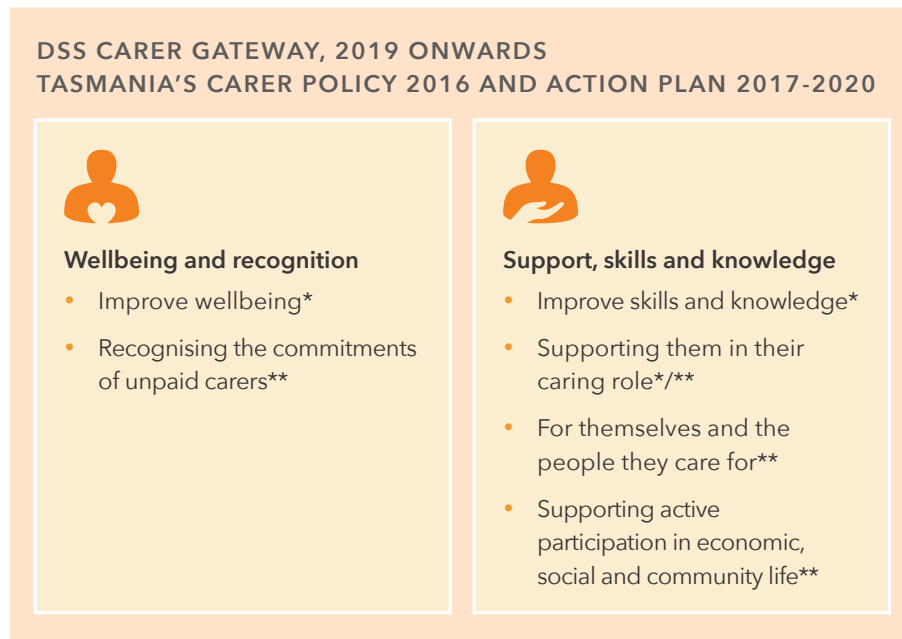 DSS CARER GATEWAY, 2019 ONWARDS
TASMANIA'S CARER POLICY 2016 AND ACTION PLAN 2017-2020
Wellbeing and recognition
• Improve wellbeing*
• Recognising the commitments
of unpaid carers**
Support, skills and knowledge
• Improve skills and knowledge*
• Supporting them in their
caring role*/**
• For themselves and the
people they care for**
• Supporting active
participation in economic,
social and community life**